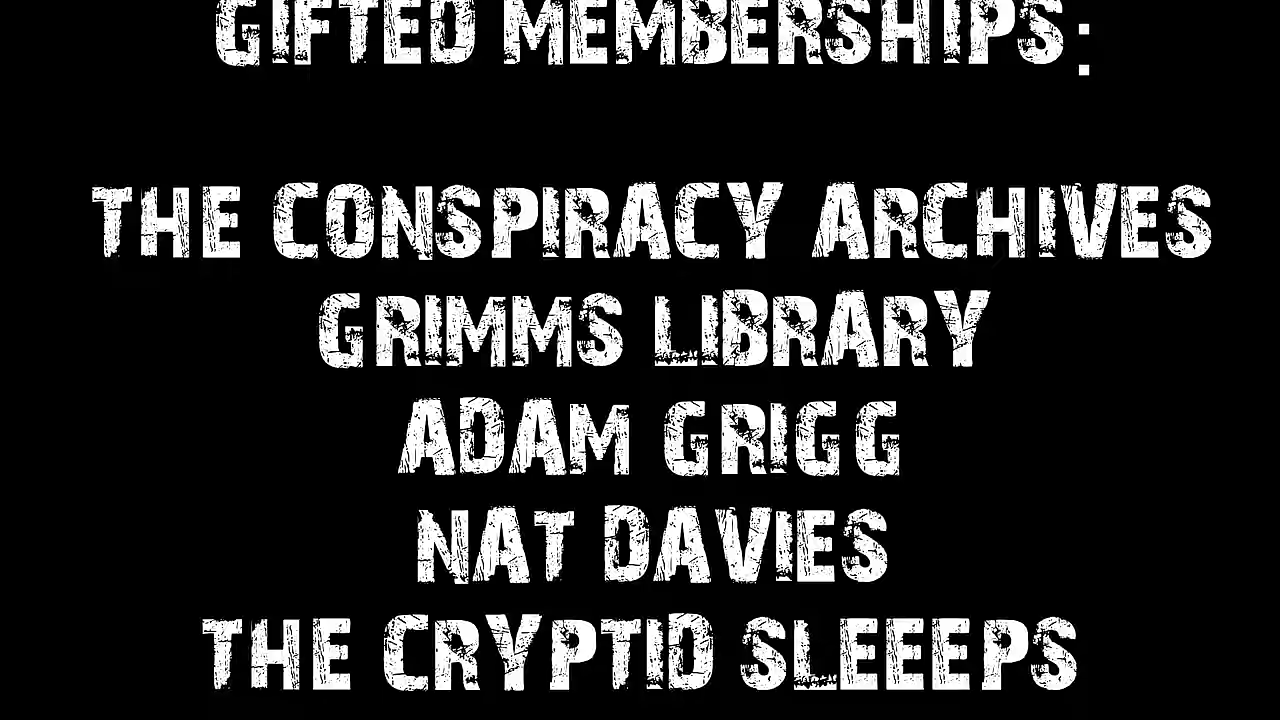 GIFTED MEMBERSHIPS:
THE CONSPIRACY ARCHIVES
GRIMMS LIBRARY
ADAM GRIGG
NAT DAVIES
THE CRYPTID SLEEEPS